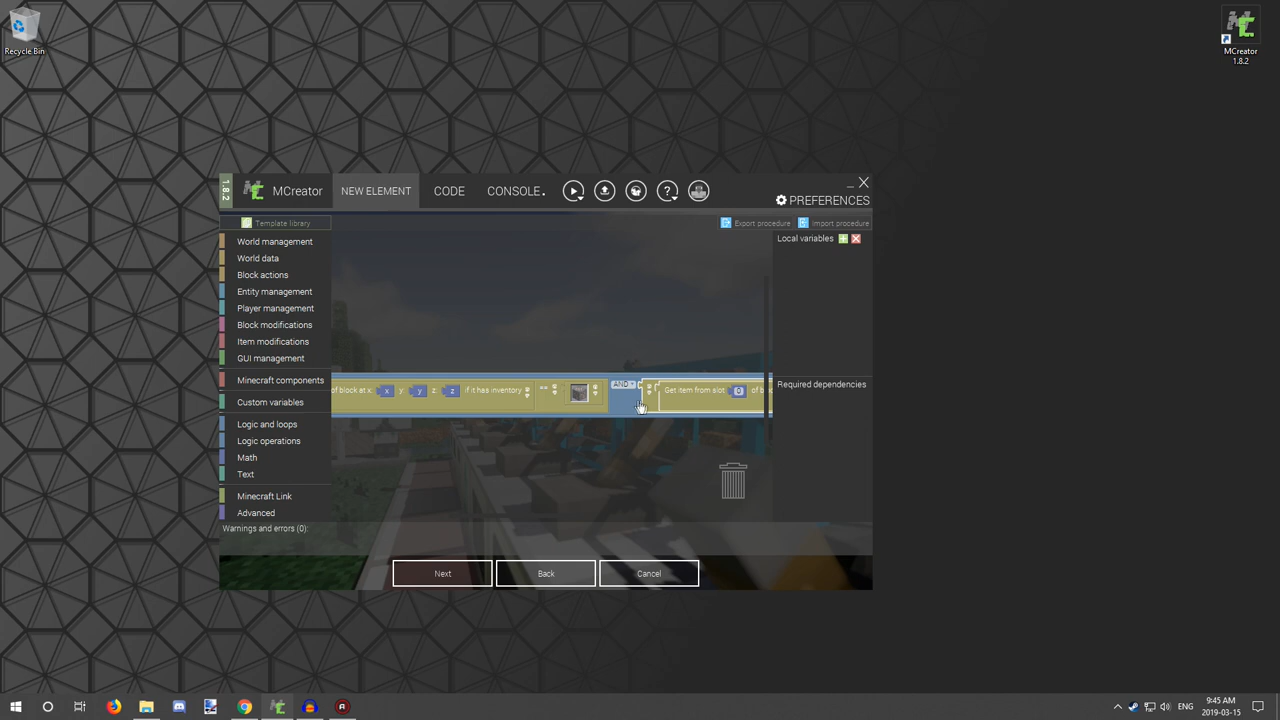 Recycle Bin
MCreator
1.8.2
1.8.2
MCreator
NEW ELEMENT
CODE
CONSOLE
?
PREFERENCES
Template library
Export procedure
Import procedure
World management
World data
Block actions
Entity management
Player management
Block modifications
Item modifications
GUI management
Minecraft components
Custom variables
Logic and loops
Logic operations
Math
Text
Minecraft Link
Advanced
Local variables
Required dependencies
of block at x: x y: y z: z if it has inventory == AND Get item from slot 0 of
Warnings and errors (0):
Next
Back
Cancel
ENG
9:45 AM
2019-03-15